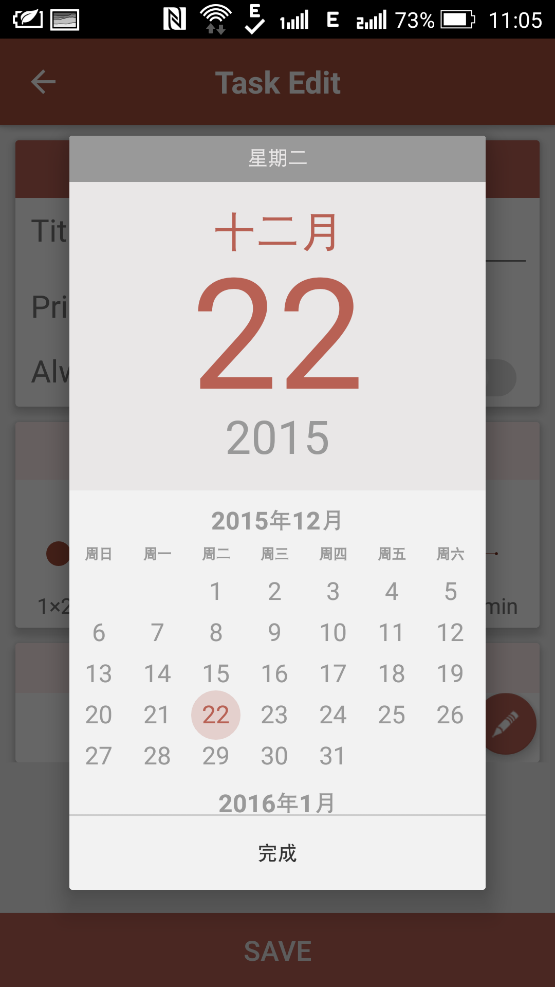 E E 73% 11:05
Task Edit
星期二
Tit
十二月
22
2015
Pri
Alw
2015年12月
周日 周一 周二 周三 周四 周五 周六
1 2 3 4 5
1×2 min
6 7 8 9 10 11 12
13 14 15 16 17 18 19
20 21 22 23 24 25 26
27 28 29 30 31
2016年1月
完成
SAVE